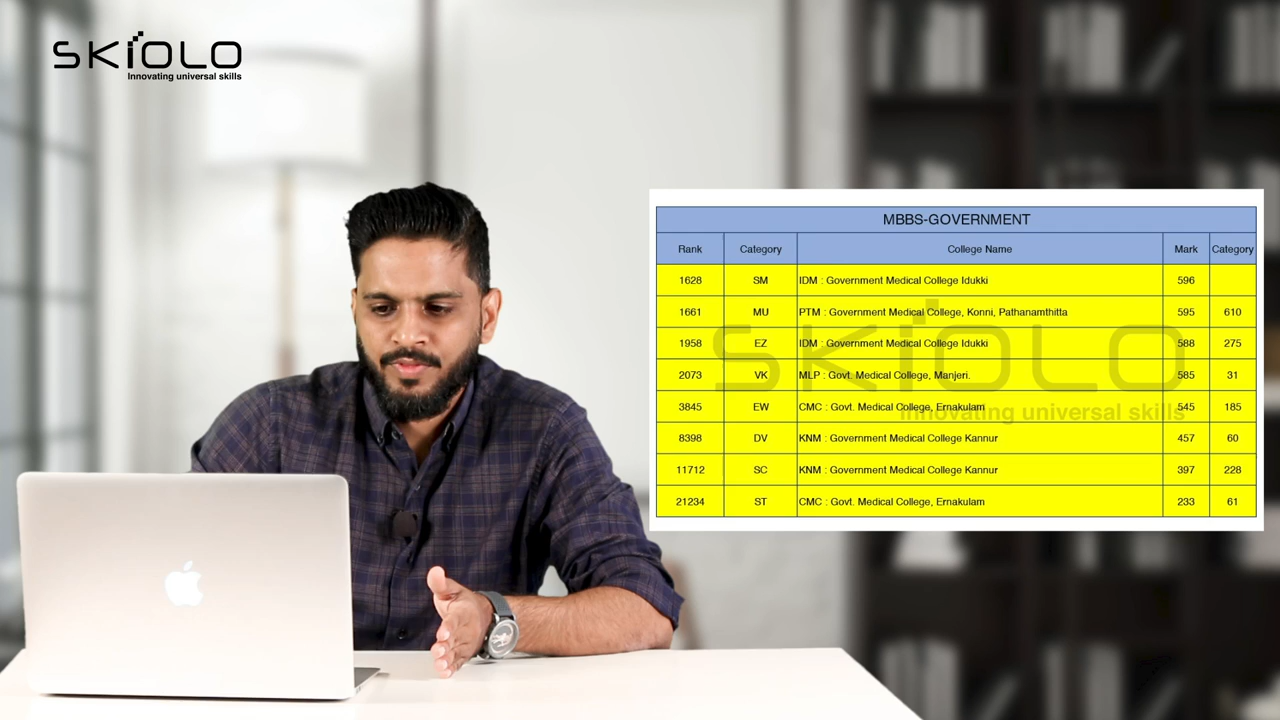 SKIOLO
Innovating universal skills
MBBS-GOVERNMENT
Rank Category College Name Mark Category
1628 SM IDM : Government Medical College Idukki 596
1661 MU PTM : Government Medical College, Konni, Pathanamthitta 595 610
1958 EZ IDM : Government Medical College Idukki 588 275
2073 VK MLP : Govt. Medical College, Manjeri. 585 31
3845 EW CMC : Govt. Medical College, Ernakulam 545 185
8398 DV KNM : Government Medical College Kannur 457 60
11712 SC KNM : Government Medical College Kannur 397 228
21234 ST CMC : Govt. Medical College, Ernakulam 233 61
SKIOLO
Innovating universal skills